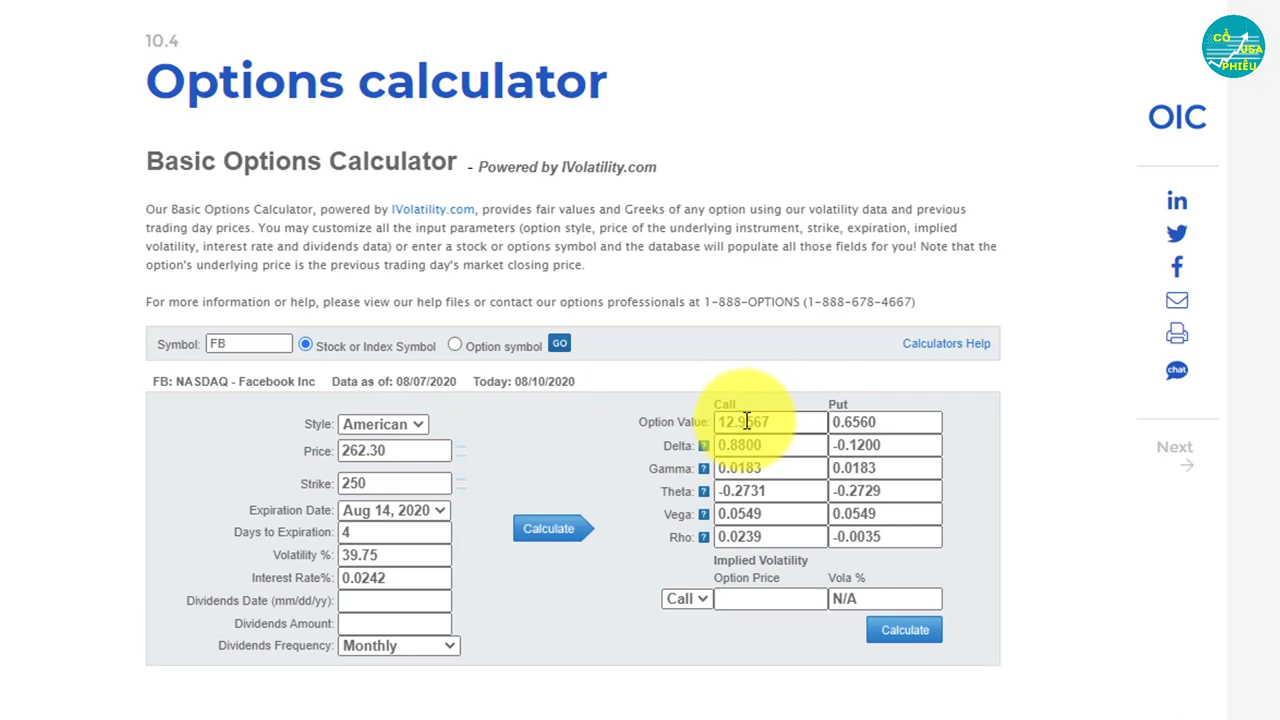 10.4
Options calculator
CỔ
USA
PHIẾU
OIC
Basic Options Calculator - Powered by IVolatility.com
Our Basic Options Calculator, powered by IVolatility.com, provides fair values and Greeks of any option using our volatility data and previous
trading day prices. You may customize all the input parameters (option style, price of the underlying instrument, strike, expiration, implied
volatility, interest rate and dividends data) or enter a stock or options symbol and the database will populate all those fields for you! Note that the
option's underlying price is the previous trading day's market closing price.
For more information or help, please view our help files or contact our options professionals at 1-888-OPTIONS (1-888-678-4667)
Symbol: FB Stock or Index Symbol Option symbol GO Calculators Help
FB: NASDAQ - Facebook Inc Data as of: 08/07/2020 Today: 08/10/2020
Style: American
Price: 262.30
Strike: 250
Expiration Date: Aug 14, 2020
Days to Expiration: 4
Volatility %: 39.75
Interest Rate%: 0.0242
Dividends Date (mm/dd/yy):
Dividends Amount:
Dividends Frequency: Monthly
Calculate
Call Put
Option Value: 12.9567 0.6560
Delta: ? 0.8800 -0.1200
Gamma: ? 0.0183 0.0183
Theta: ? -0.2731 -0.2729
Vega: ? 0.0549 0.0549
Rho: ? 0.0239 -0.0035
Implied Volatility
Option Price Vola %
Call N/A
Calculate
in
f
chat
Next